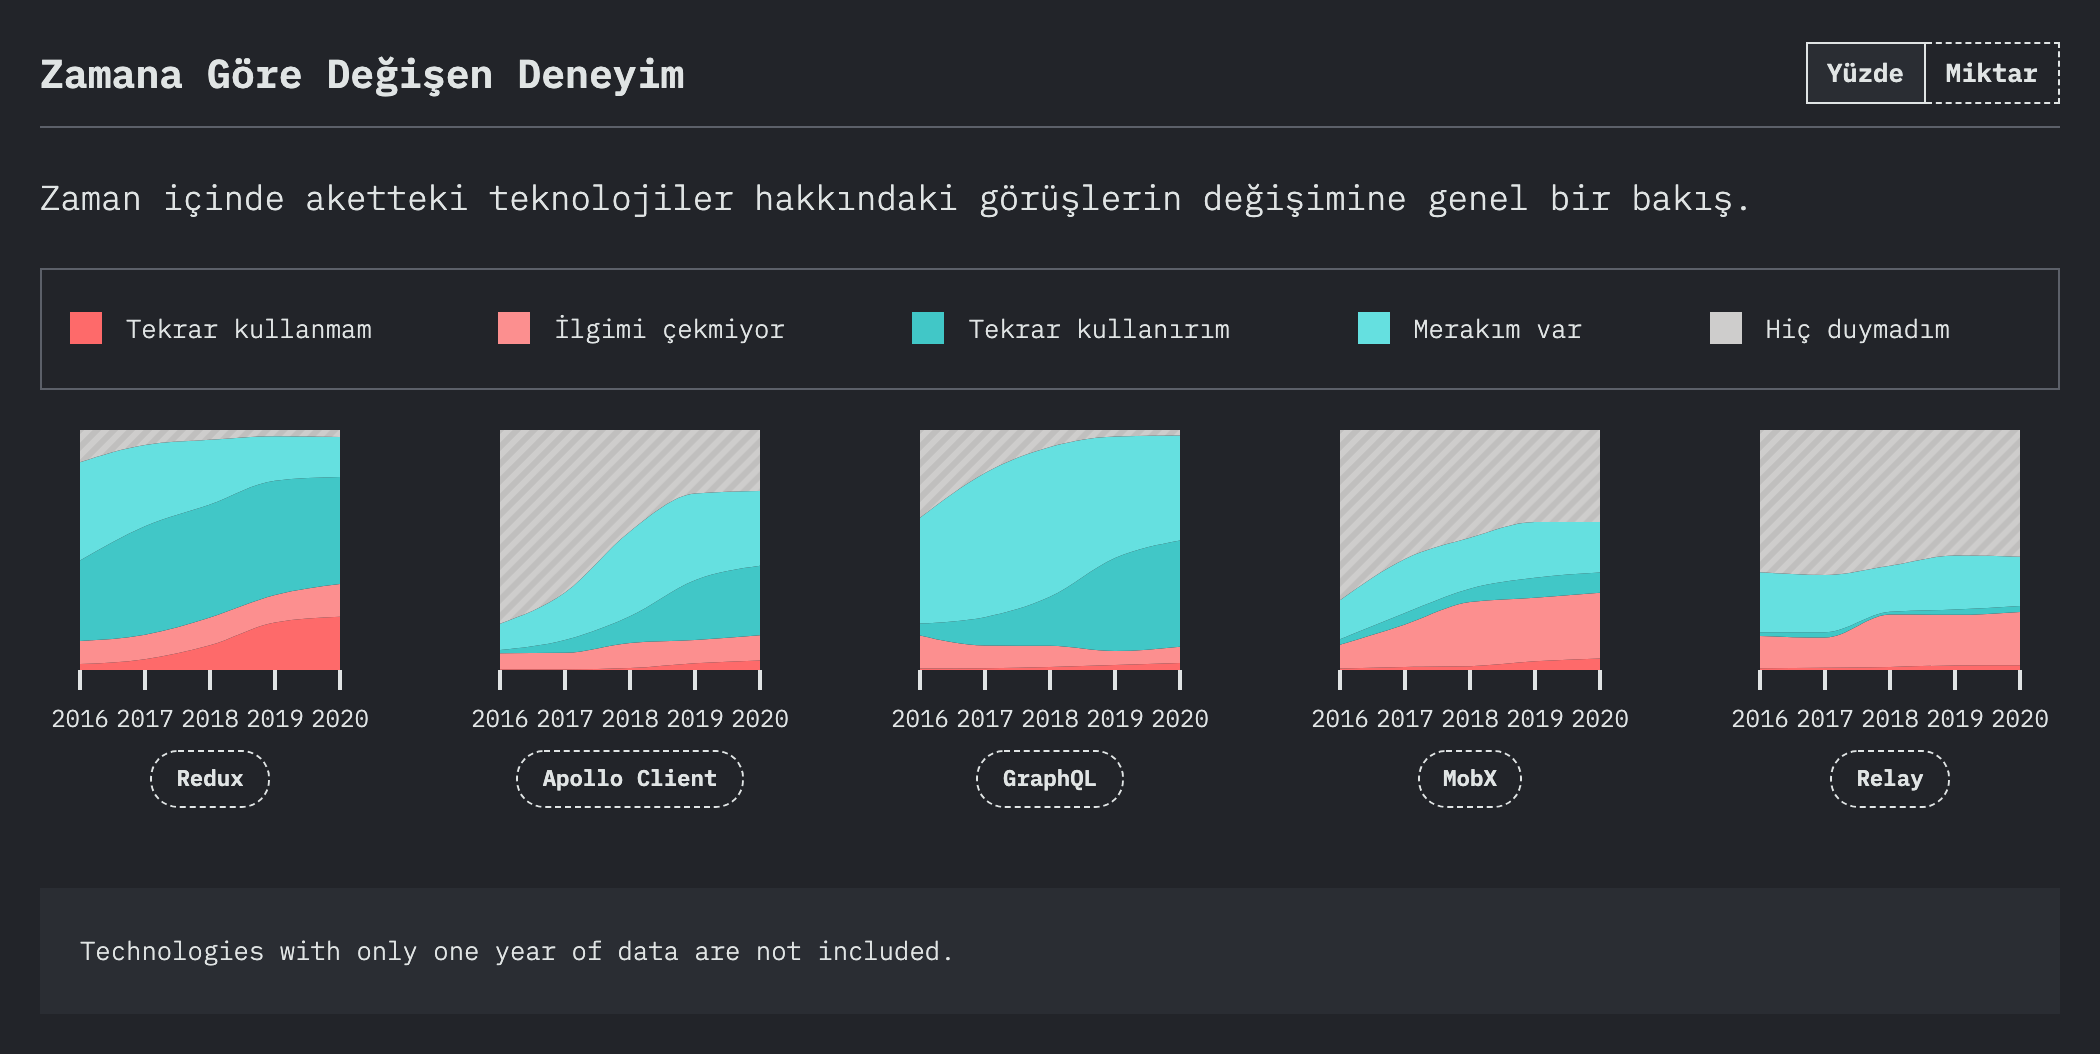 Zamana Göre Değişen Deneyim
Yüzde Miktar
Zaman içinde aketteki teknolojiler hakkındaki görüşlerin değişimine genel bir bakış.
Tekrar kullanmam İlgimi çekmiyor Tekrar kullanırım Merakım var Hiç duymadım
2016 2017 2018 2019 2020 2016 2017 2018 2019 2020 2016 2017 2018 2019 2020 2016 2017 2018 2019 2020 2016 2017 2018 2019 2020
Redux Apollo Client GraphQL MobX Relay
Technologies with only one year of data are not included.